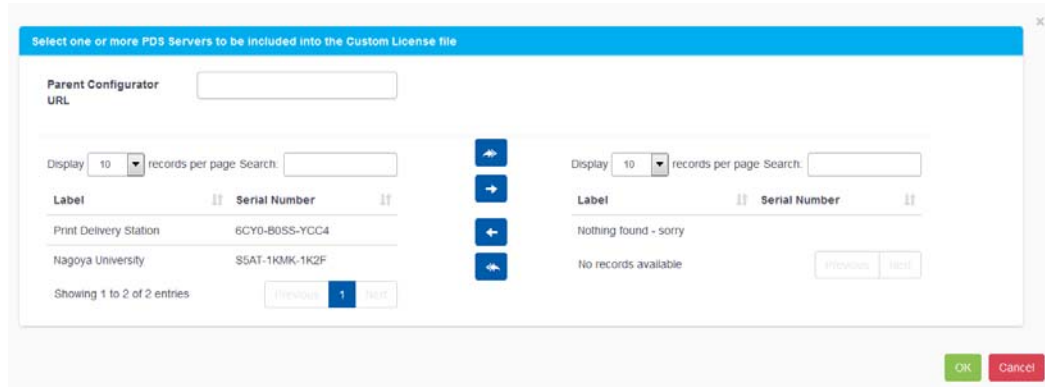 ×
Select one or more PDS Servers to be included into the Custom License file
Parent Configurator
URL
Display 10 records per page Search:
Label Serial Number
Print Delivery Station 6CY0-B0SS-YCC4
Nagoya University S5AT-1KMK-1K2F
Showing 1 to 2 of 2 entries
Previous 1 Next
Display 10 records per page Search:
Label Serial Number
Nothing found - sorry
No records available
Previous Next
OK Cancel